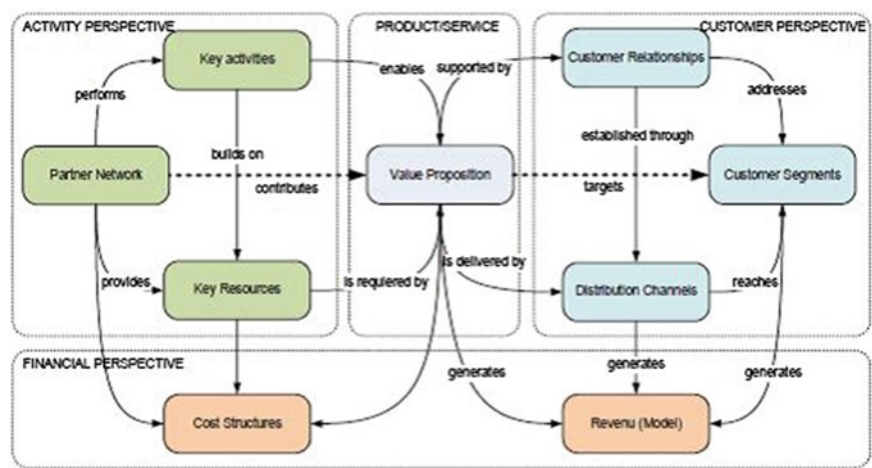 ACTIVITY PERSPECTIVE
PRODUCT/SERVICE
CUSTOMER PERSPECTIVE
Key activities
enables
supported by
Customer Relationships
performs
addresses
builds on
established through
Partner Network
contributes
Value Proposition
targets
Customer Segments
provides
Key Resources
is requiered by
is delivered by
Distribution Channels
reaches
FINANCIAL PERSPECTIVE
generates
generates
generates
Cost Structures
Revenu (Model)